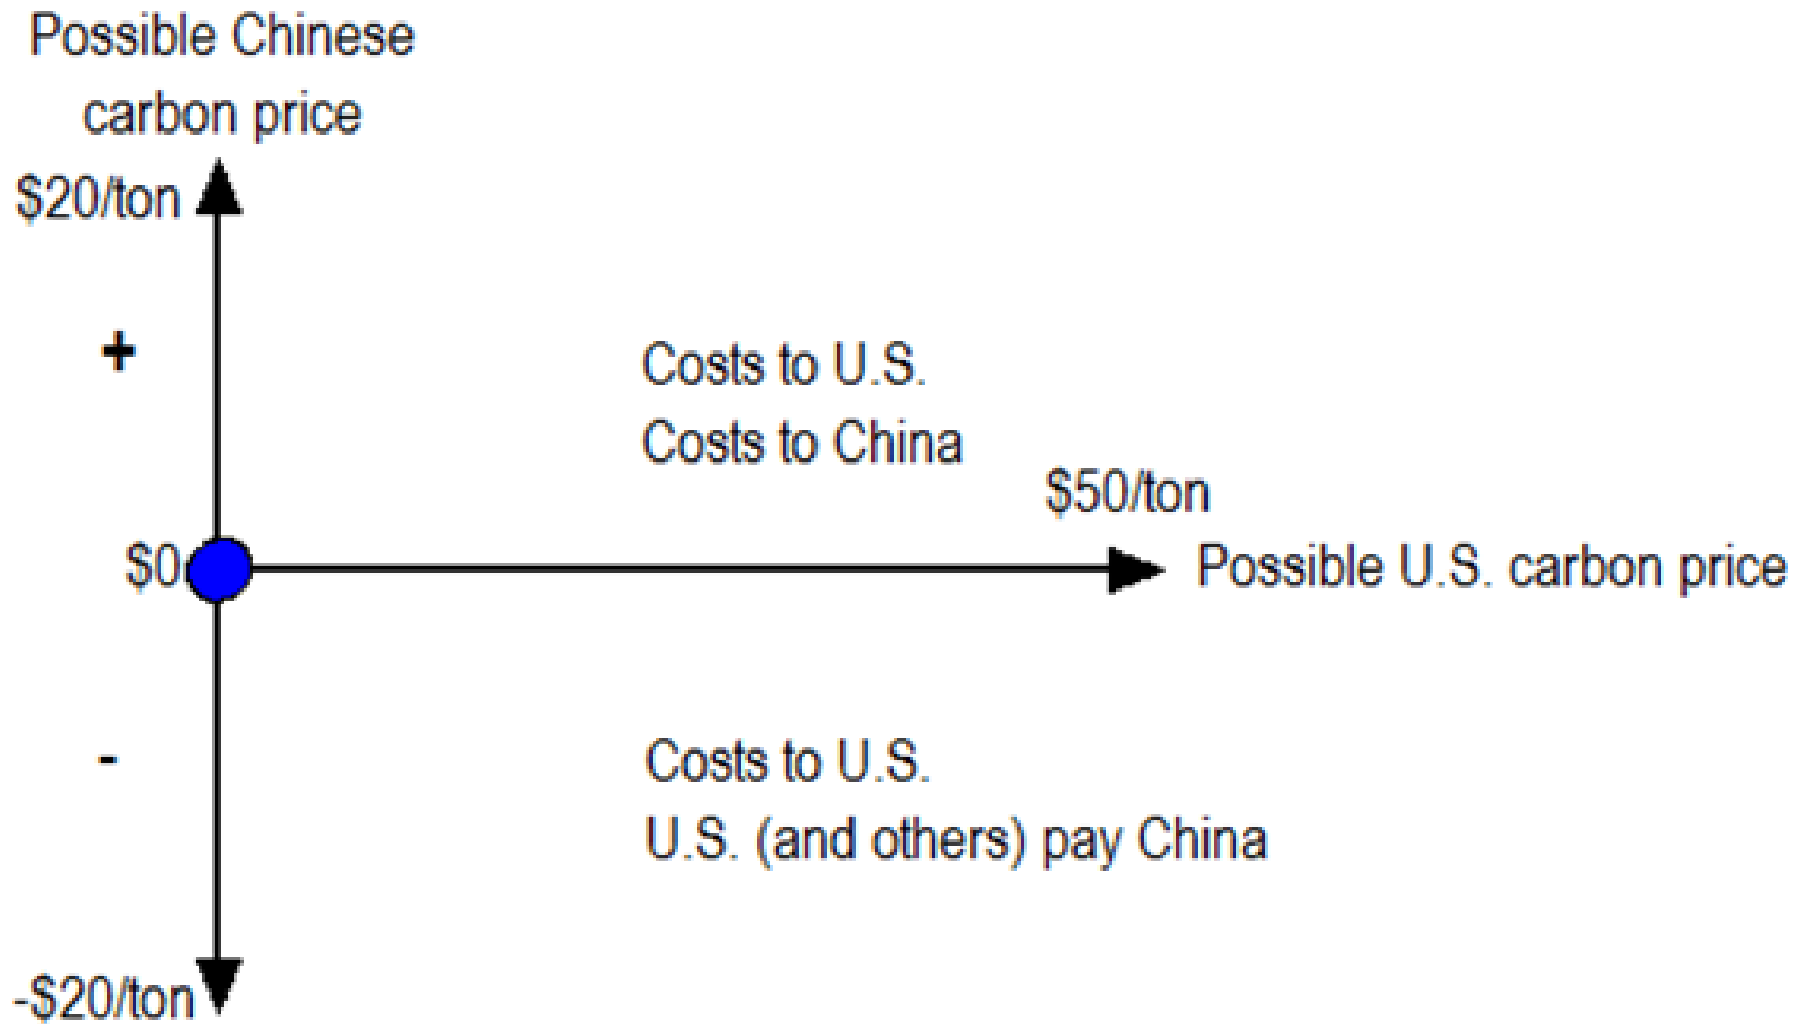 Possible Chinese
carbon price
$20/ton
+
Costs to U.S.
Costs to China
$50/ton
$0
Possible U.S. carbon price
-
Costs to U.S.
U.S. (and others) pay China
-$20/ton